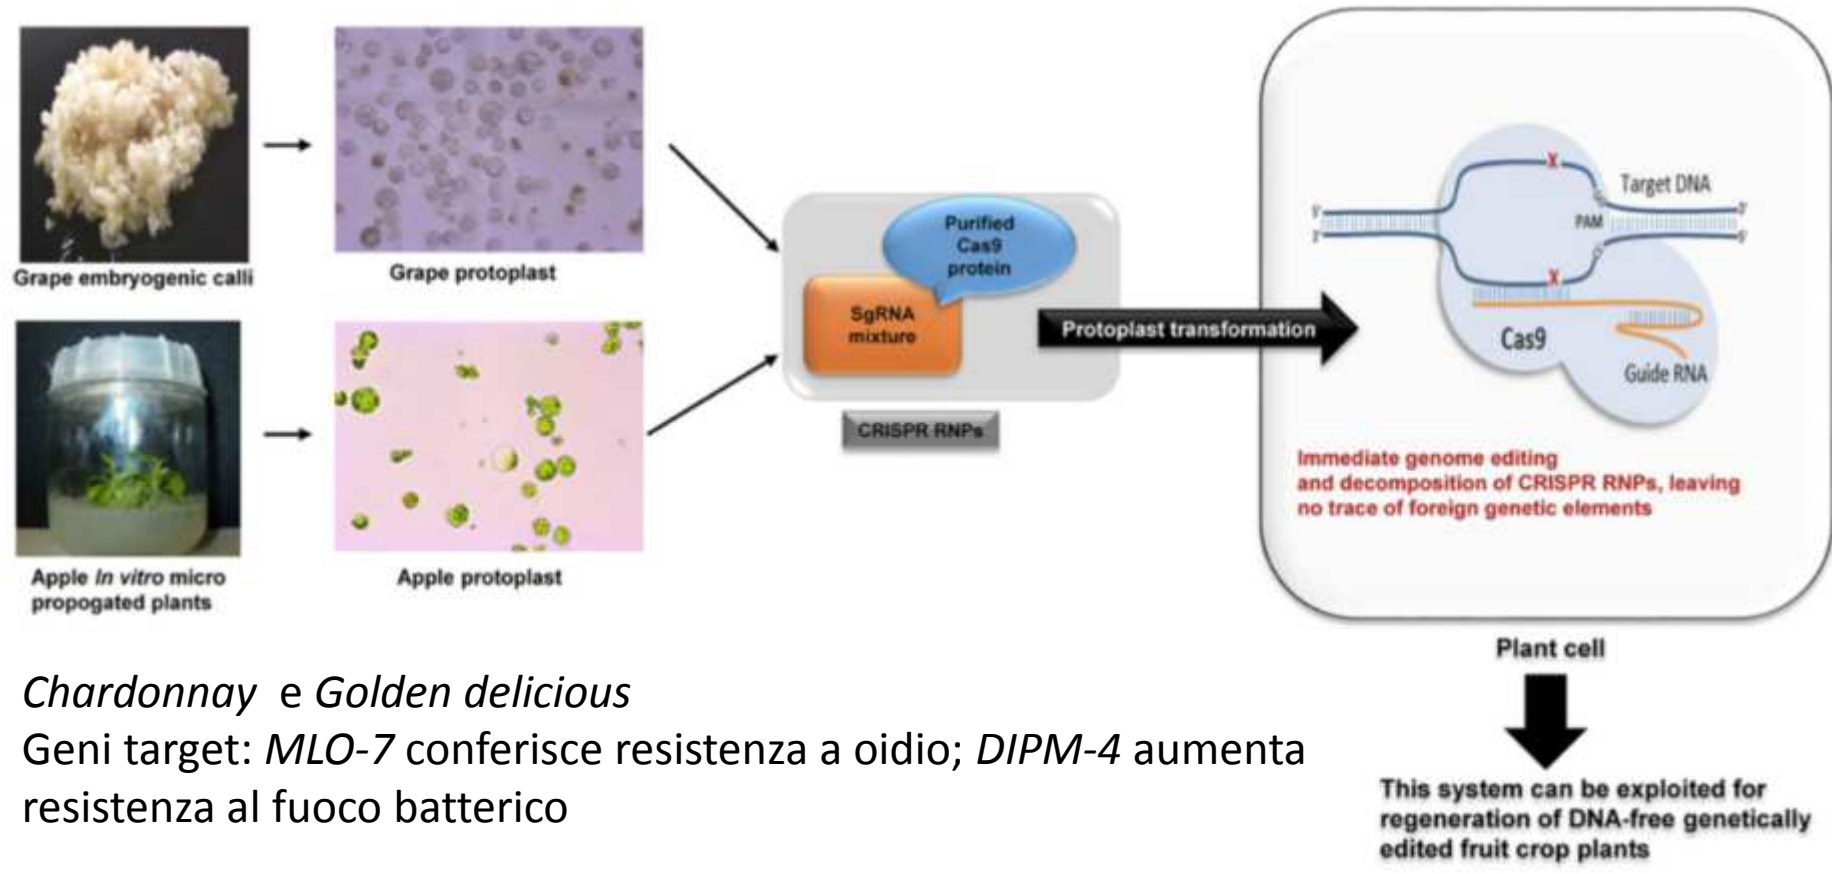 Grape embryogenic calli
Grape protoplast
Apple In vitro micro
propogated plants
Apple protoplast
Purified
Cas9
protein
SgRNA
mixture
CRISPR RNPs
Protoplast transformation
Target DNA
5'
3'
PAM
3'
5'
X
X
Cas9
Guide RNA
Immediate genome editing
and decomposition of CRISPR RNPs, leaving
no trace of foreign genetic elements
Plant cell
This system can be exploited for
regeneration of DNA-free genetically
edited fruit crop plants
Chardonnay e Golden delicious
Geni target: MLO-7 conferisce resistenza a oidio; DIPM-4 aumenta
resistenza al fuoco batterico